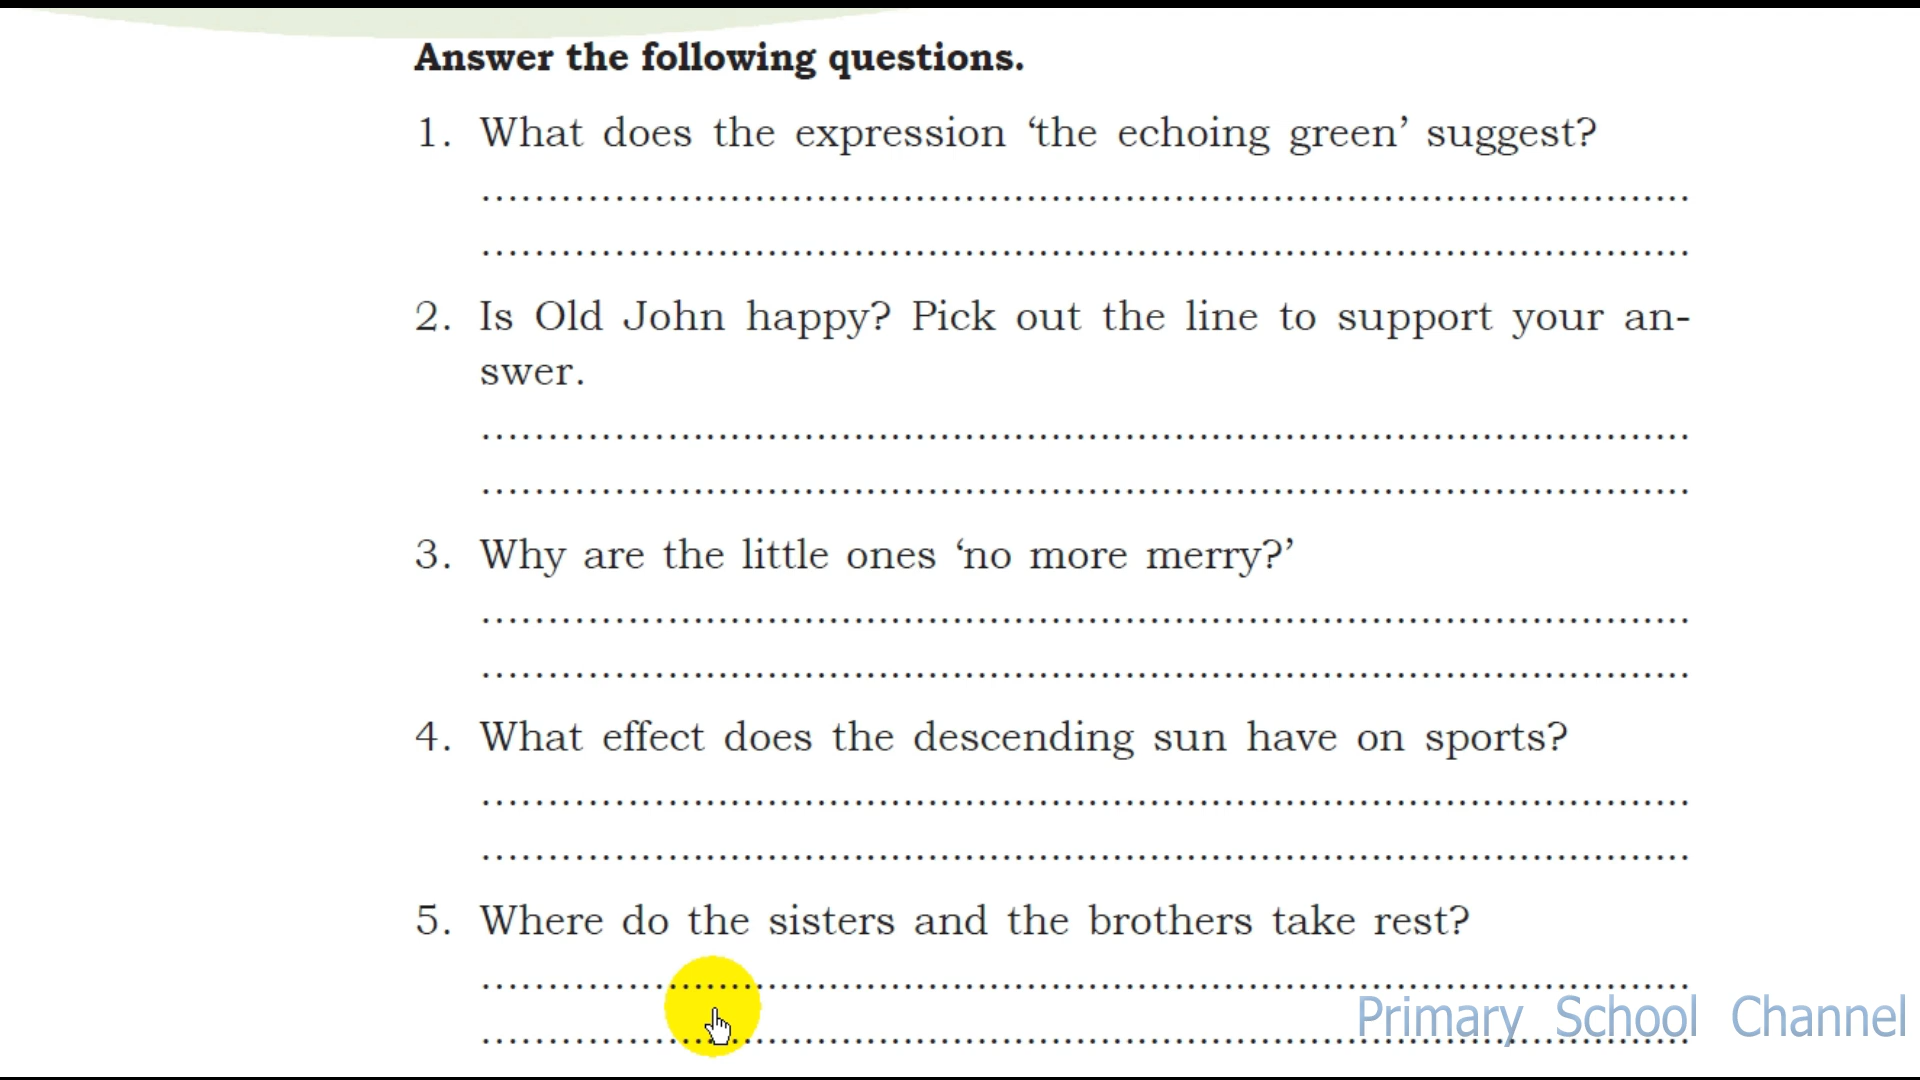 Answer the following questions.
1. What does the expression ‘the echoing green’ suggest?
2. Is Old John happy? Pick out the line to support your an-
swer.
3. Why are the little ones ‘no more merry?’
4. What effect does the descending sun have on sports?
5. Where do the sisters and the brothers take rest?
Primary School Channel